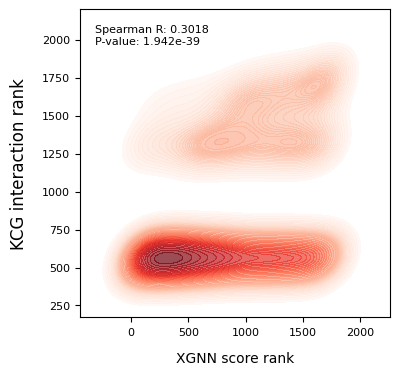 Spearman R: 0.3018
P-value: 1.942e-39
2000
1750
1500
1250
1000
750
500
250
KCG interaction rank
0 500 1000 1500 2000
XGNN score rank